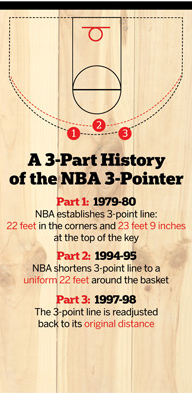 1
2
3
A 3-Part History
of the NBA 3-Pointer
Part 1: 1979-80
NBA establishes 3-point line:
22 feet in the corners and 23 feet 9 inches
at the top of the key
Part 2: 1994-95
NBA shortens 3-point line to a
uniform 22 feet around the basket
Part 3: 1997-98
The 3-point line is readjusted
back to its original distance